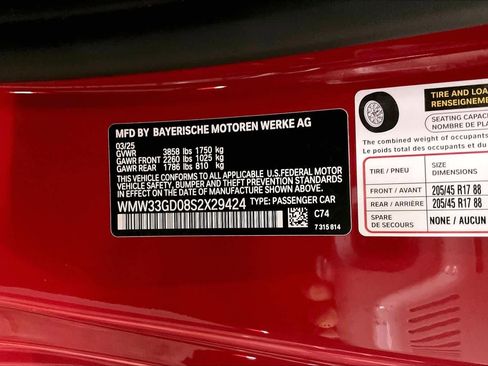 MFD BY BAYERISCHE MOTOREN WERKE AG
03/25
GVWR 3858 lbs 1750 kg
GAWR FRONT 2260 lbs 1025 kg
GAWR REAR 1786 lbs 810 kg
THIS VEHICLE CONFORMS TO ALL APPLICABLE U.S.FEDERAL MOTOR
VEHICLE SAFETY, BUMPER, AND THEFT PREVENTION STANDARDS
IN EFFECT ON THE DATE OF MANUFACTURE SHOWN ABOVE.
WMW33GD08S2X29424 TYPE: PASSENGER CAR
C74
7 315 814
TIRE AND LOA
RENSEIGNEME
SEATING CAPAC
NOMBRE DE PLA
The combined weight of occupants
Le poids total des occupants et d
TIRE / PNEU SIZE
DIMENSIONS
FRONT / AVANT 205/45 R17 88
REAR / ARRIÈRE 205/45 R17 88
SPARE
DE SECOURS NONE / AUCUN